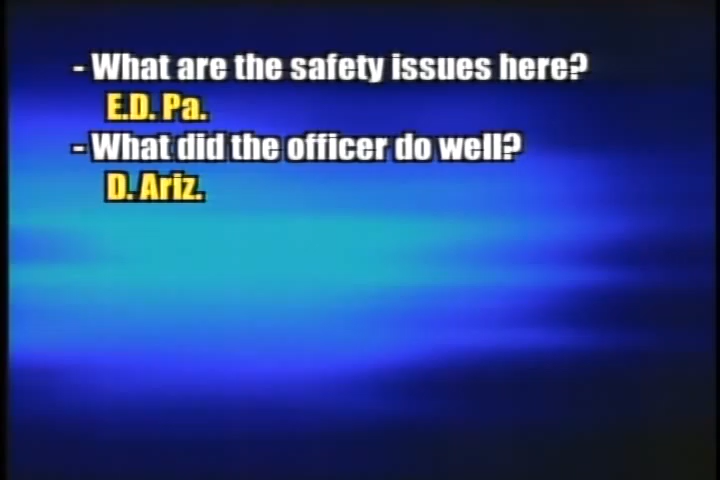 - What are the safety issues here?
E.D. Pa.
- What did the officer do well?
D. Ariz.